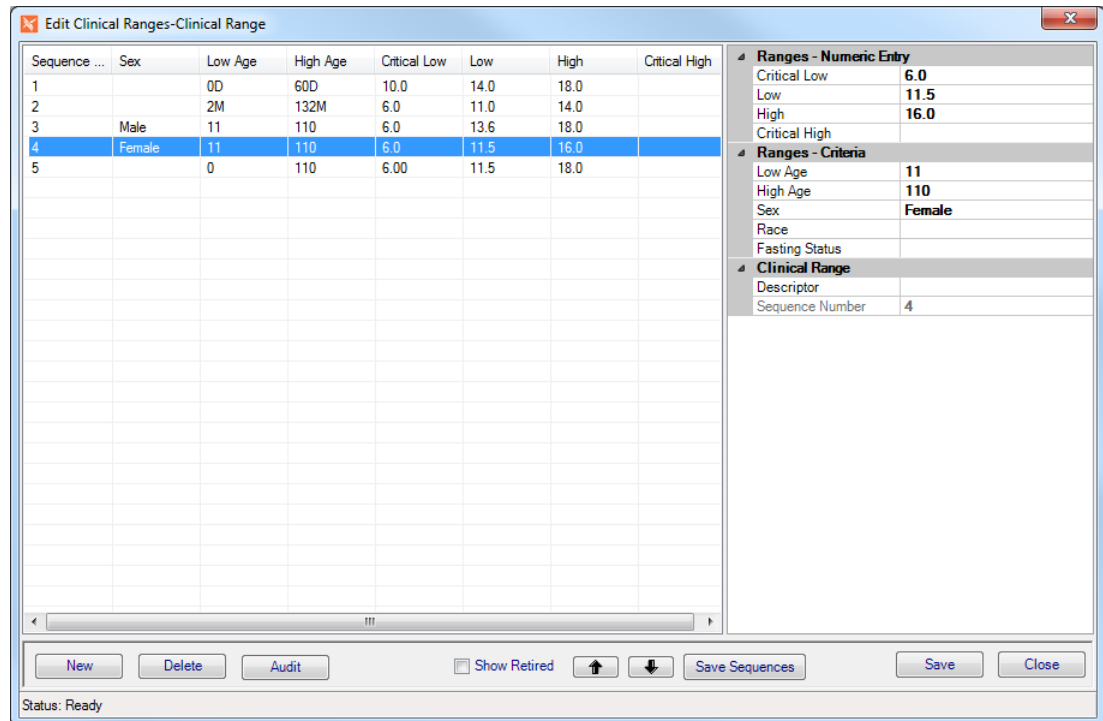 Edit Clinical Ranges-Clinical Range
Sequence ... Sex Low Age High Age Critical Low Low High Critical High
1 0D 60D 10.0 14.0 18.0
2 2M 132M 6.0 11.0 14.0
3 Male 11 110 6.0 13.6 18.0
4 Female 11 110 6.0 11.5 16.0
5 0 110 6.00 11.5 18.0
Ranges - Numeric Entry
Critical Low 6.0
Low 11.5
High 16.0
Critical High
Ranges - Criteria
Low Age 11
High Age 110
Sex Female
Race
Fasting Status
Clinical Range
Descriptor
Sequence Number 4
New Delete Audit Show Retired Save Sequences Save Close
Status: Ready